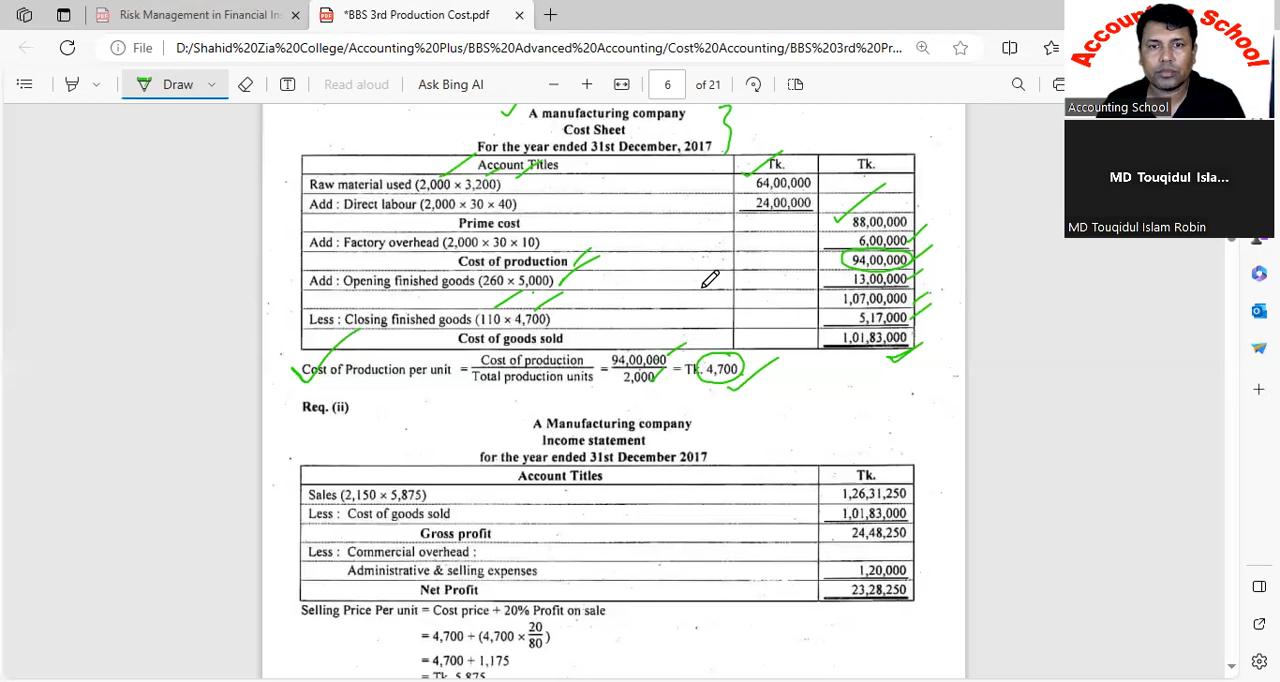 Risk Management in Financial In
*BBS 3rd Production Cost.pdf
File D:/Shahid%20Zia%20College/Accounting%20Plus/BBS%20Advanced%20Accounting/Cost%20Accounting/BBS%203rd%20Pr...
Draw
Read aloud
Ask Bing AI
6 of 21
Accounting School
Accounting School
MD Touqidul Isla...
MD Touqidul Islam Robin
A manufacturing company
Cost Sheet
For the year ended 31st December, 2017
Account Titles Tk. Tk.
Raw material used (2,000 × 3,200) 64,00,000
Add : Direct labour (2,000 × 30 × 40) 24,00,000
Prime cost 88,00,000
Add : Factory overhead (2,000 × 30 × 10) 6,00,000
Cost of production 94,00,000
Add : Opening finished goods (260 × 5,000) 13,00,000
1,07,00,000
Less : Closing finished goods (110 × 4,700) 5,17,000
Cost of goods sold 1,01,83,000
Cost of Production per unit = Cost of production / Total production units = 94,00,000 / 2,000 = Tk. 4,700
Req. (ii)
A Manufacturing company
Income statement
for the year ended 31st December 2017
Account Titles Tk.
Sales (2,150 × 5,875) 1,26,31,250
Less : Cost of goods sold 1,01,83,000
Gross profit 24,48,250
Less : Commercial overhead :
Administrative & selling expenses 1,20,000
Net Profit 23,28,250
Selling Price Per unit = Cost price + 20% Profit on sale
= 4,700 + (4,700 × 20/80)
= 4,700 + 1,175
= Tk. 5,875